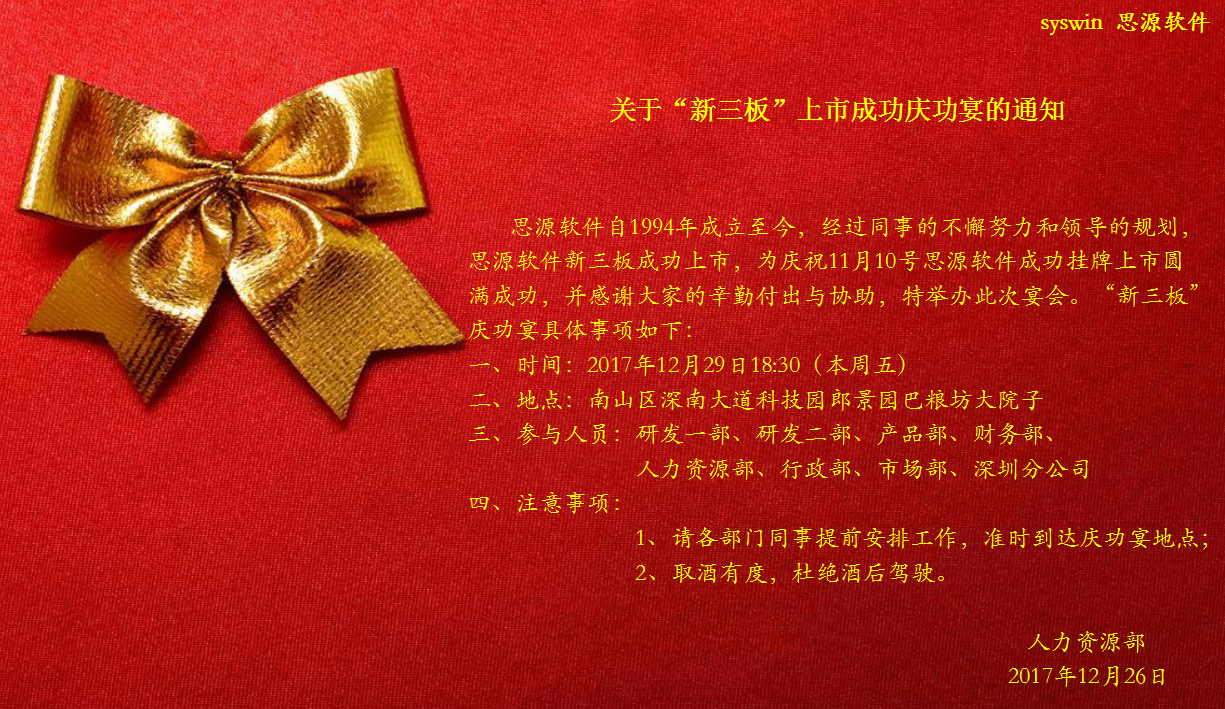 syswin 思源软件
关于“新三板”上市成功庆功宴的通知
思源软件自1994年成立至今，经过同事的不懈努力和领导的规划，
思源软件新三板成功上市，为庆祝11月10号思源软件成功挂牌上市圆
满成功，并感谢大家的辛勤付出与协助，特举办此次宴会。“新三板”
庆功宴具体事项如下：
一、时间：2017年12月29日18:30（本周五）
二、地点：南山区深南大道科技园郎景园巴粮坊大院子
三、参与人员：研发一部、研发二部、产品部、财务部、
人力资源部、行政部、市场部、深圳分公司
四、注意事项：
1、请各部门同事提前安排工作，准时到达庆功宴地点；
2、取酒有度，杜绝酒后驾驶。
人力资源部
2017年12月26日